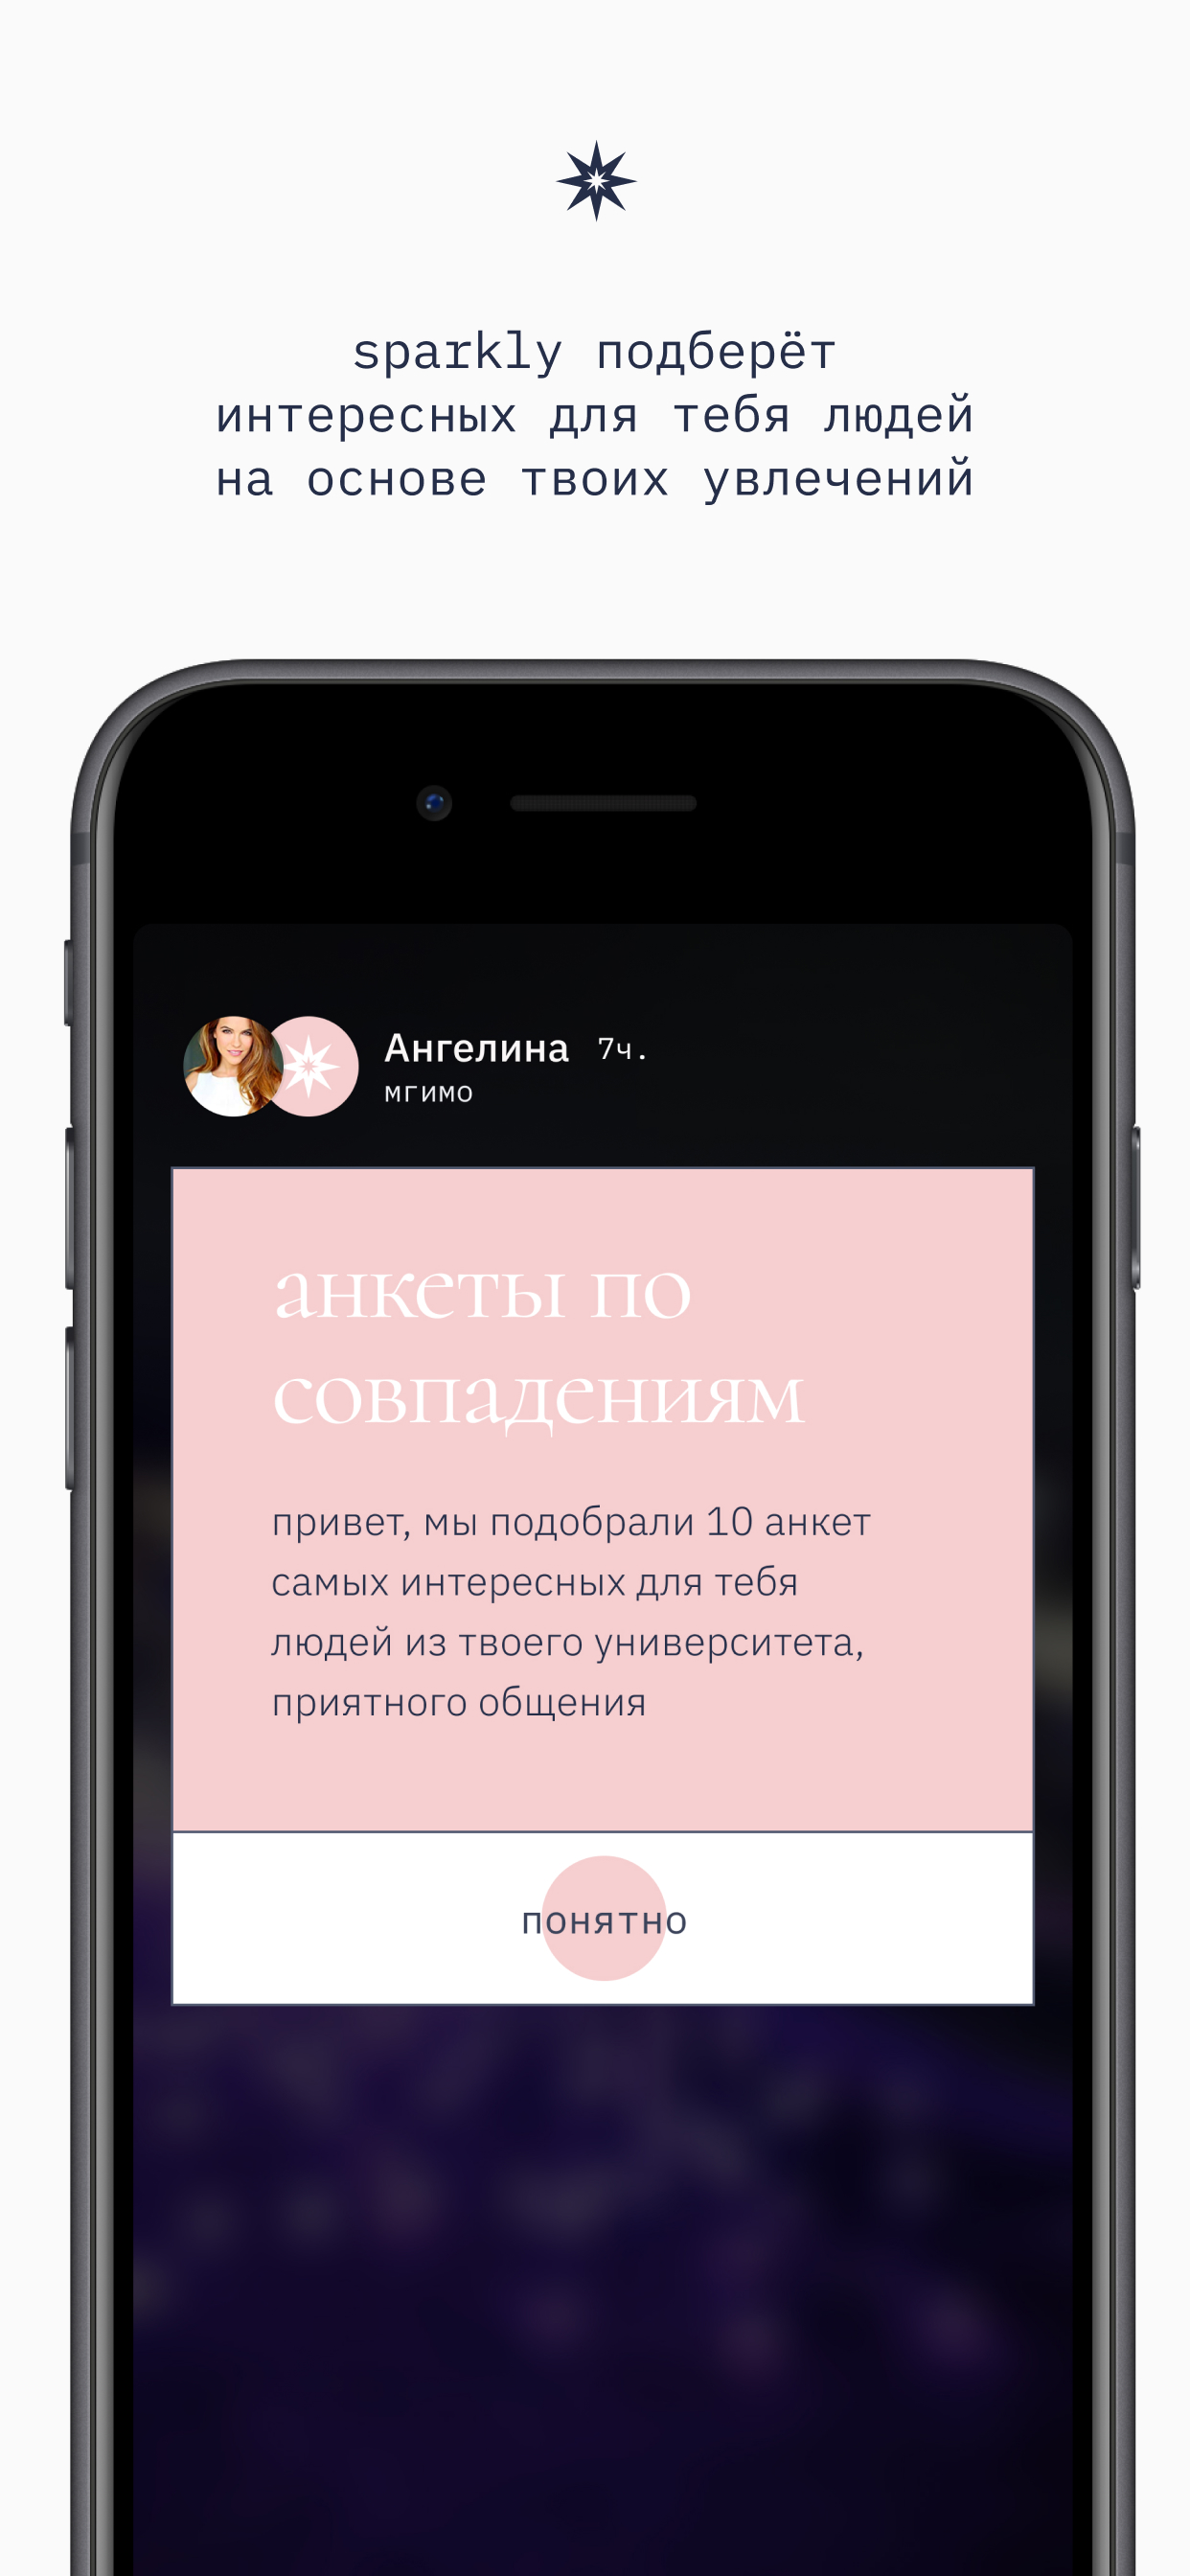 sparkly подберёт
интересных для тебя людей
на основе твоих увлечений
Ангелина 7ч.
мгимо
анкеты по
совпадениям
привет, мы подобрали 10 анкет
самых интересных для тебя
людей из твоего университета,
приятного общения
понятно